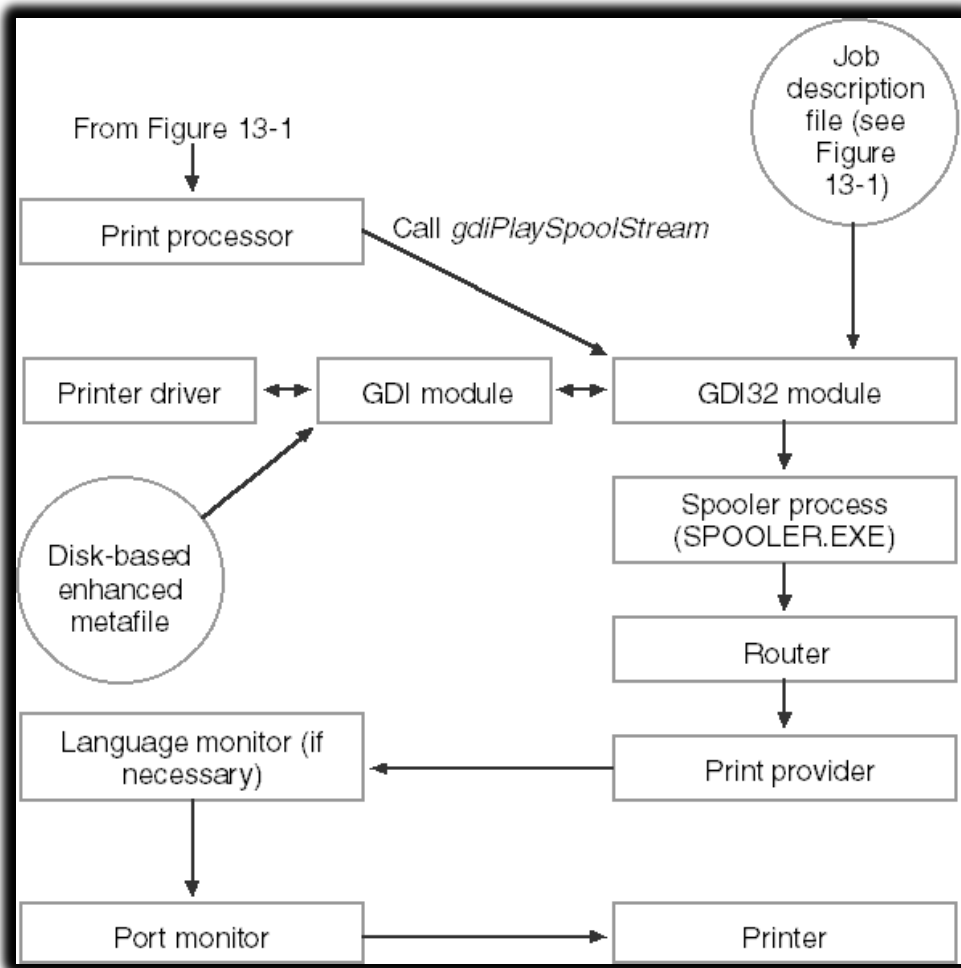 Job
description
file (see
Figure
13-1)
From Figure 13-1
Print processor
Call gdiPlaySpoolStream
Printer driver
GDI module
GDI32 module
Spooler process
(SPOOLER.EXE)
Disk-based
enhanced
metafile
Router
Language monitor (if
necessary)
Print provider
Port monitor
Printer